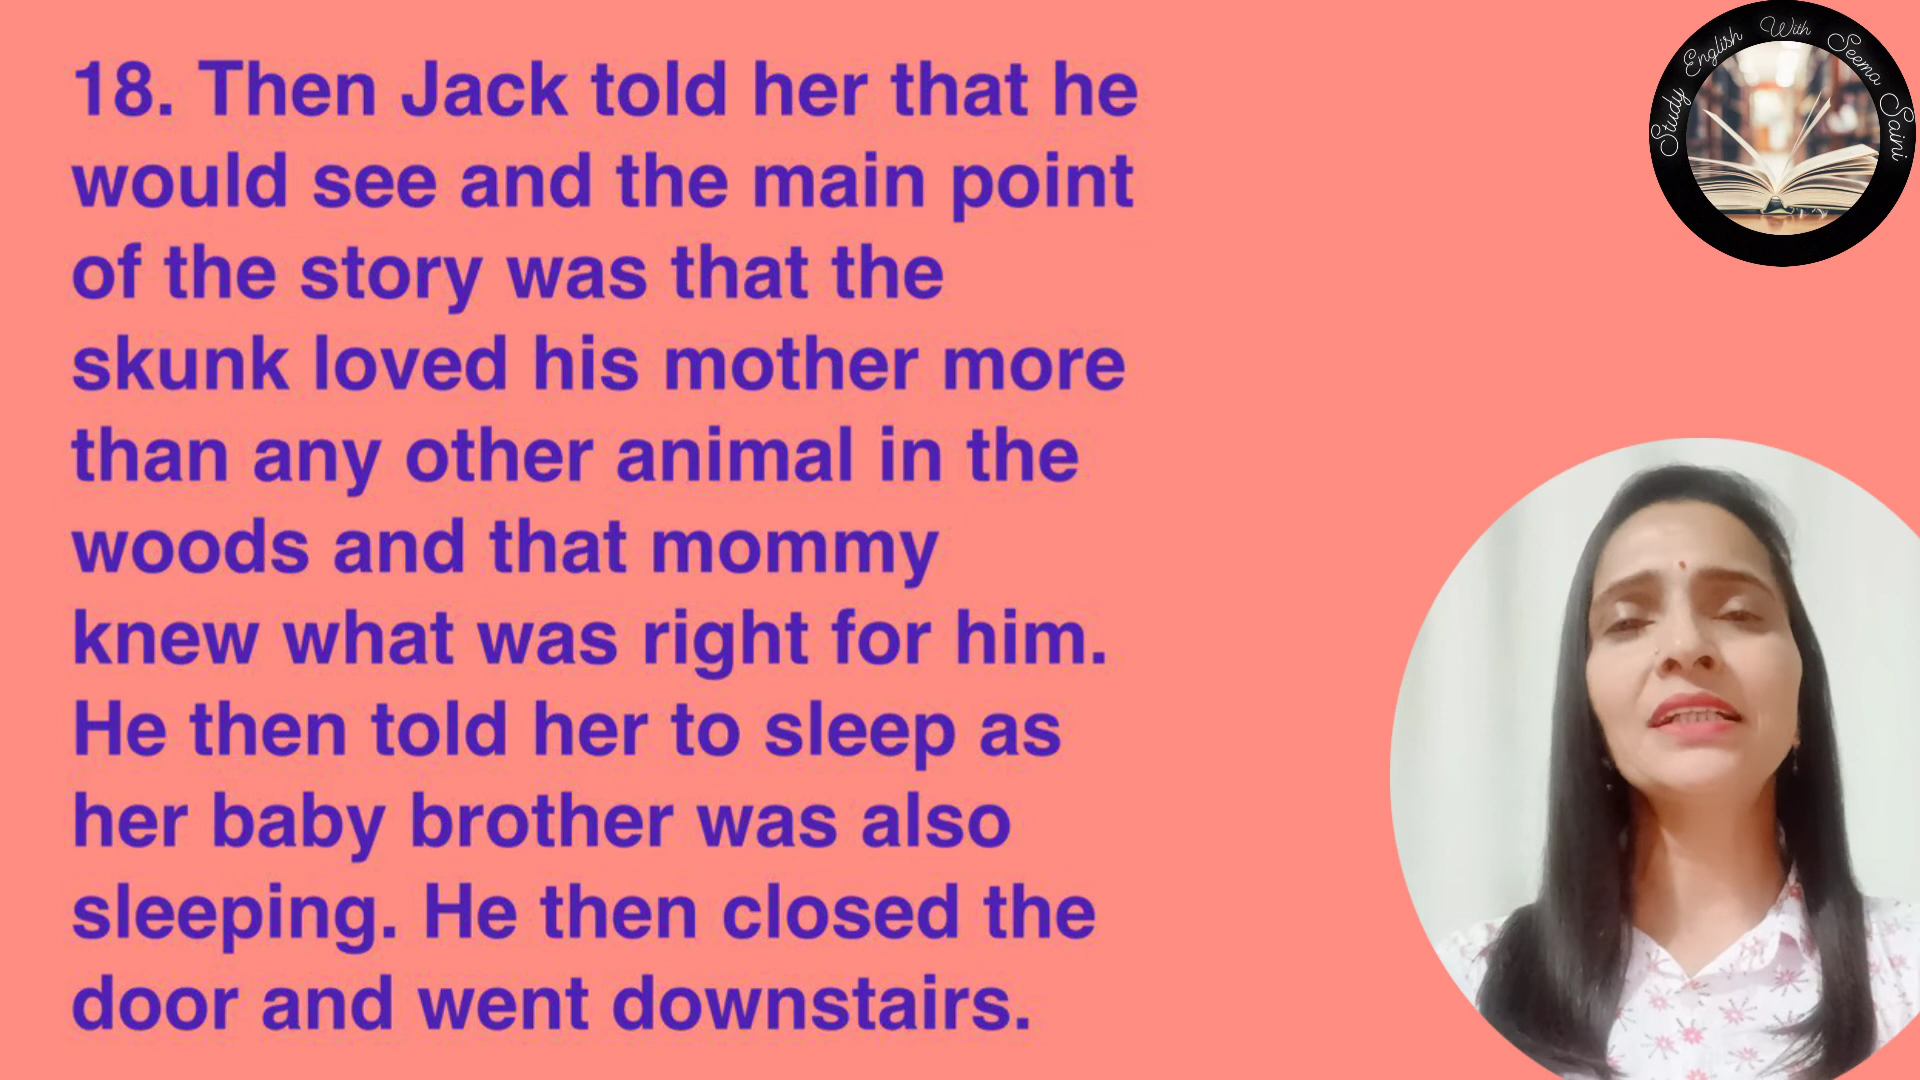 18. Then Jack told her that he
would see and the main point
of the story was that the
skunk loved his mother more
than any other animal in the
woods and that mommy
knew what was right for him.
He then told her to sleep as
her baby brother was also
sleeping. He then closed the
door and went downstairs.
Study English With Seema Saini